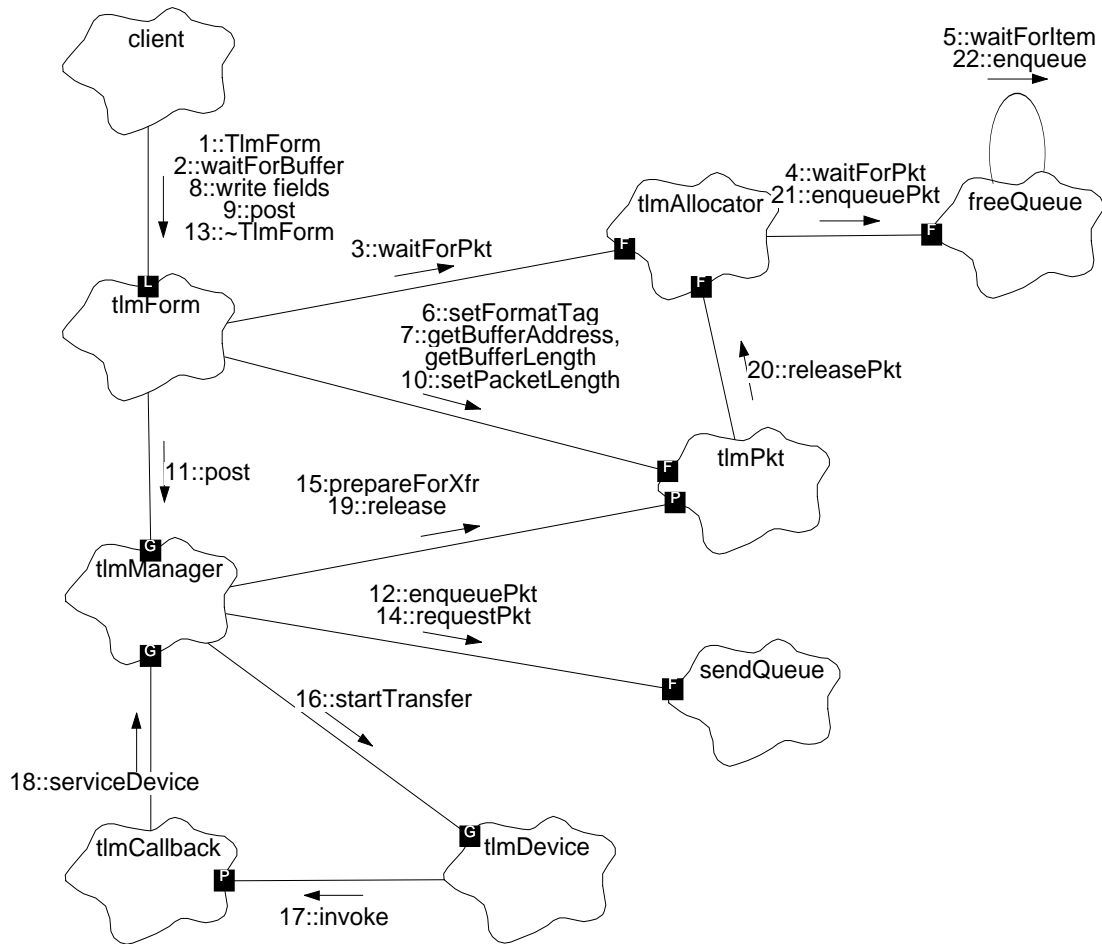 client
5::waitForItem
22::enqueue
1::TlmForm
2::waitForBuffer
8::write fields
9::post
13::~TlmForm
4::waitForPkt
21::enqueuePkt
tlmAllocator
freeQueue
F
3::waitForPkt
F
F
L
tlmForm
6::setFormatTag
7::getBufferAddress,
getBufferLength
10::setPacketLength
20::releasePkt
tlmPkt
F
P
11::post
15:prepareForXfr
19::release
G
tlmManager
12::enqueuePkt
14::requestPkt
G
sendQueue
F
16::startTransfer
18::serviceDevice
tlmCallback
P
G
tlmDevice
17::invoke